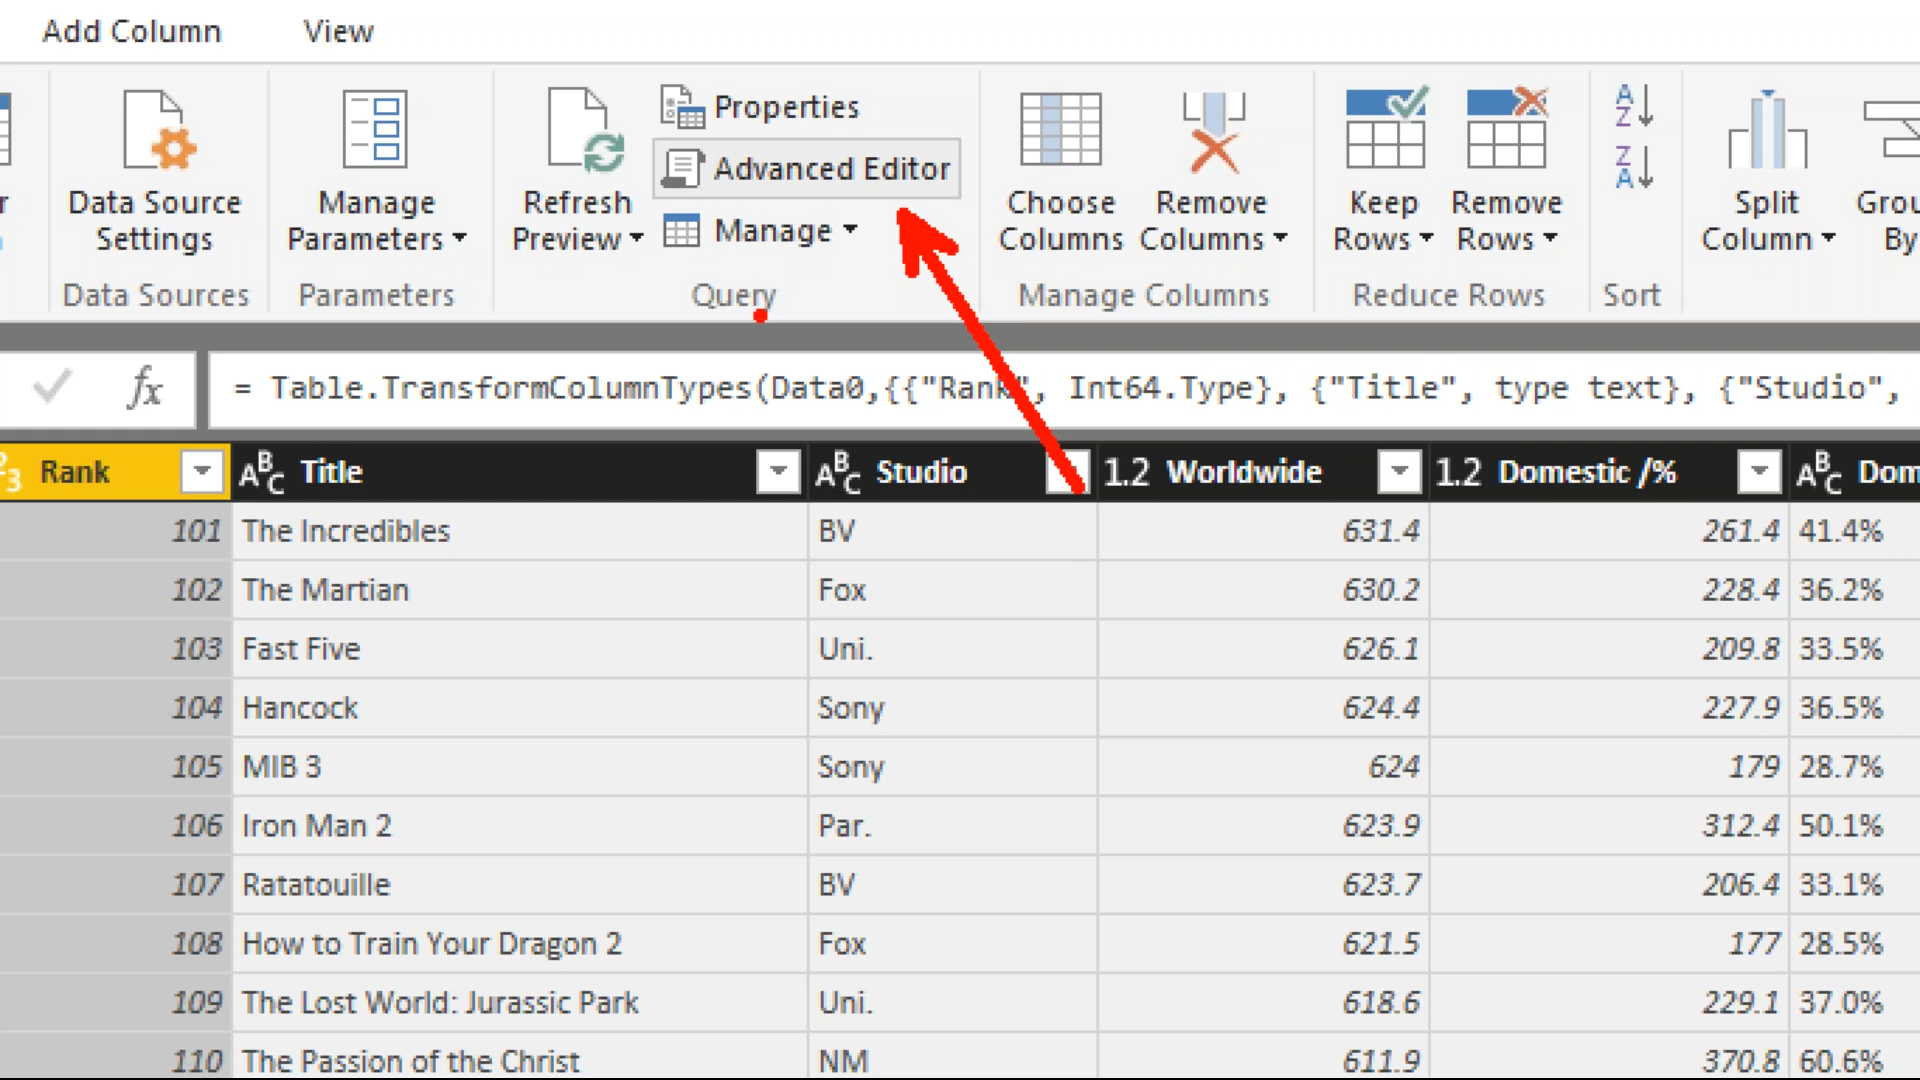 Add Column View
Properties
Advanced Editor
Manage
Data Source Settings
Manage Parameters
Refresh Preview
Choose Columns
Remove Columns
Keep Rows
Remove Rows
A Z
Z A
Split Column
By
Data Sources
Parameters
Query
Manage Columns
Reduce Rows
Sort
fx = Table.TransformColumnTypes(Data0,{{"Rank", Int64.Type}, {"Title", type text}, {"Studio",
Rank ABC Title ABC Studio 1.2 Worldwide 1.2 Domestic /% ABC
101 The Incredibles BV 631.4 261.4 41.4%
102 The Martian Fox 630.2 228.4 36.2%
103 Fast Five Uni. 626.1 209.8 33.5%
104 Hancock Sony 624.4 227.9 36.5%
105 MIB 3 Sony 624 179 28.7%
106 Iron Man 2 Par. 623.9 312.4 50.1%
107 Ratatouille BV 623.7 206.4 33.1%
108 How to Train Your Dragon 2 Fox 621.5 177 28.5%
109 The Lost World: Jurassic Park Uni. 618.6 229.1 37.0%
110 The Passion of the Christ NM 611.9 370.8 60.6%